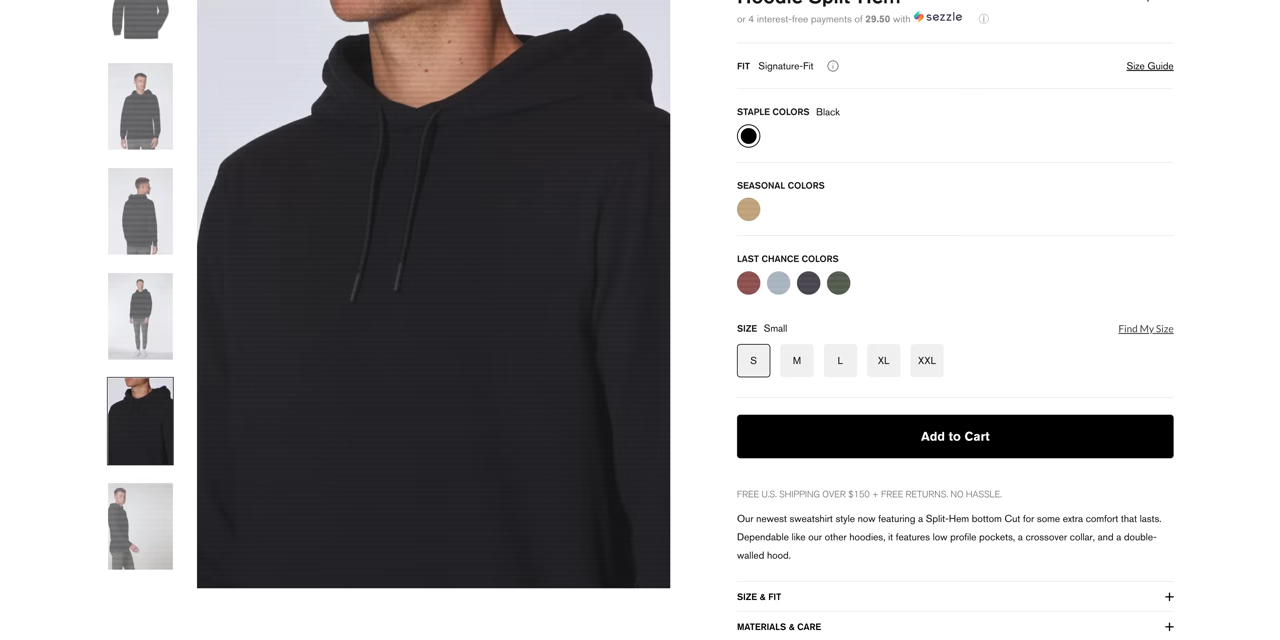 Hoodie Split Hem
or 4 interest-free payments of 29.50 with sezzle
FIT Signature-Fit
Size Guide
STAPLE COLORS Black
SEASONAL COLORS
LAST CHANCE COLORS
SIZE Small
Find My Size
S M L XL XXL
Add to Cart
FREE U.S. SHIPPING OVER $150 + FREE RETURNS. NO HASSLE.
Our newest sweatshirt style now featuring a Split-Hem bottom Cut for some extra comfort that lasts.
Dependable like our other hoodies, it features low profile pockets, a crossover collar, and a double-
walled hood.
SIZE & FIT +
MATERIALS & CARE +